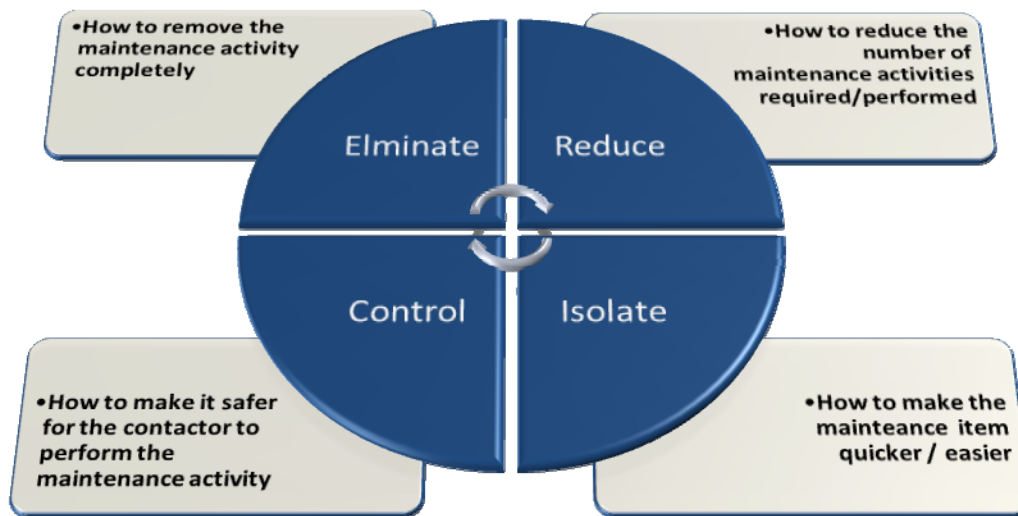 •How to remove the
maintenance activity
completely
•How to reduce the
number of
maintenance activities
required/performed
Elminate
Reduce
Control
Isolate
•How to make it safer
for the contactor to
perform the
maintenance activity
•How to make the
mainteance item
quicker / easier